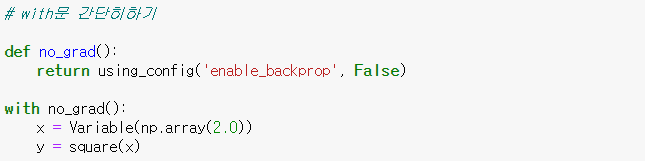 # with문 간단히하기
def no_grad():
    return using_config('enable_backprop', False)
with no_grad():
    x = Variable(np.array(2.0))
    y = square(x)